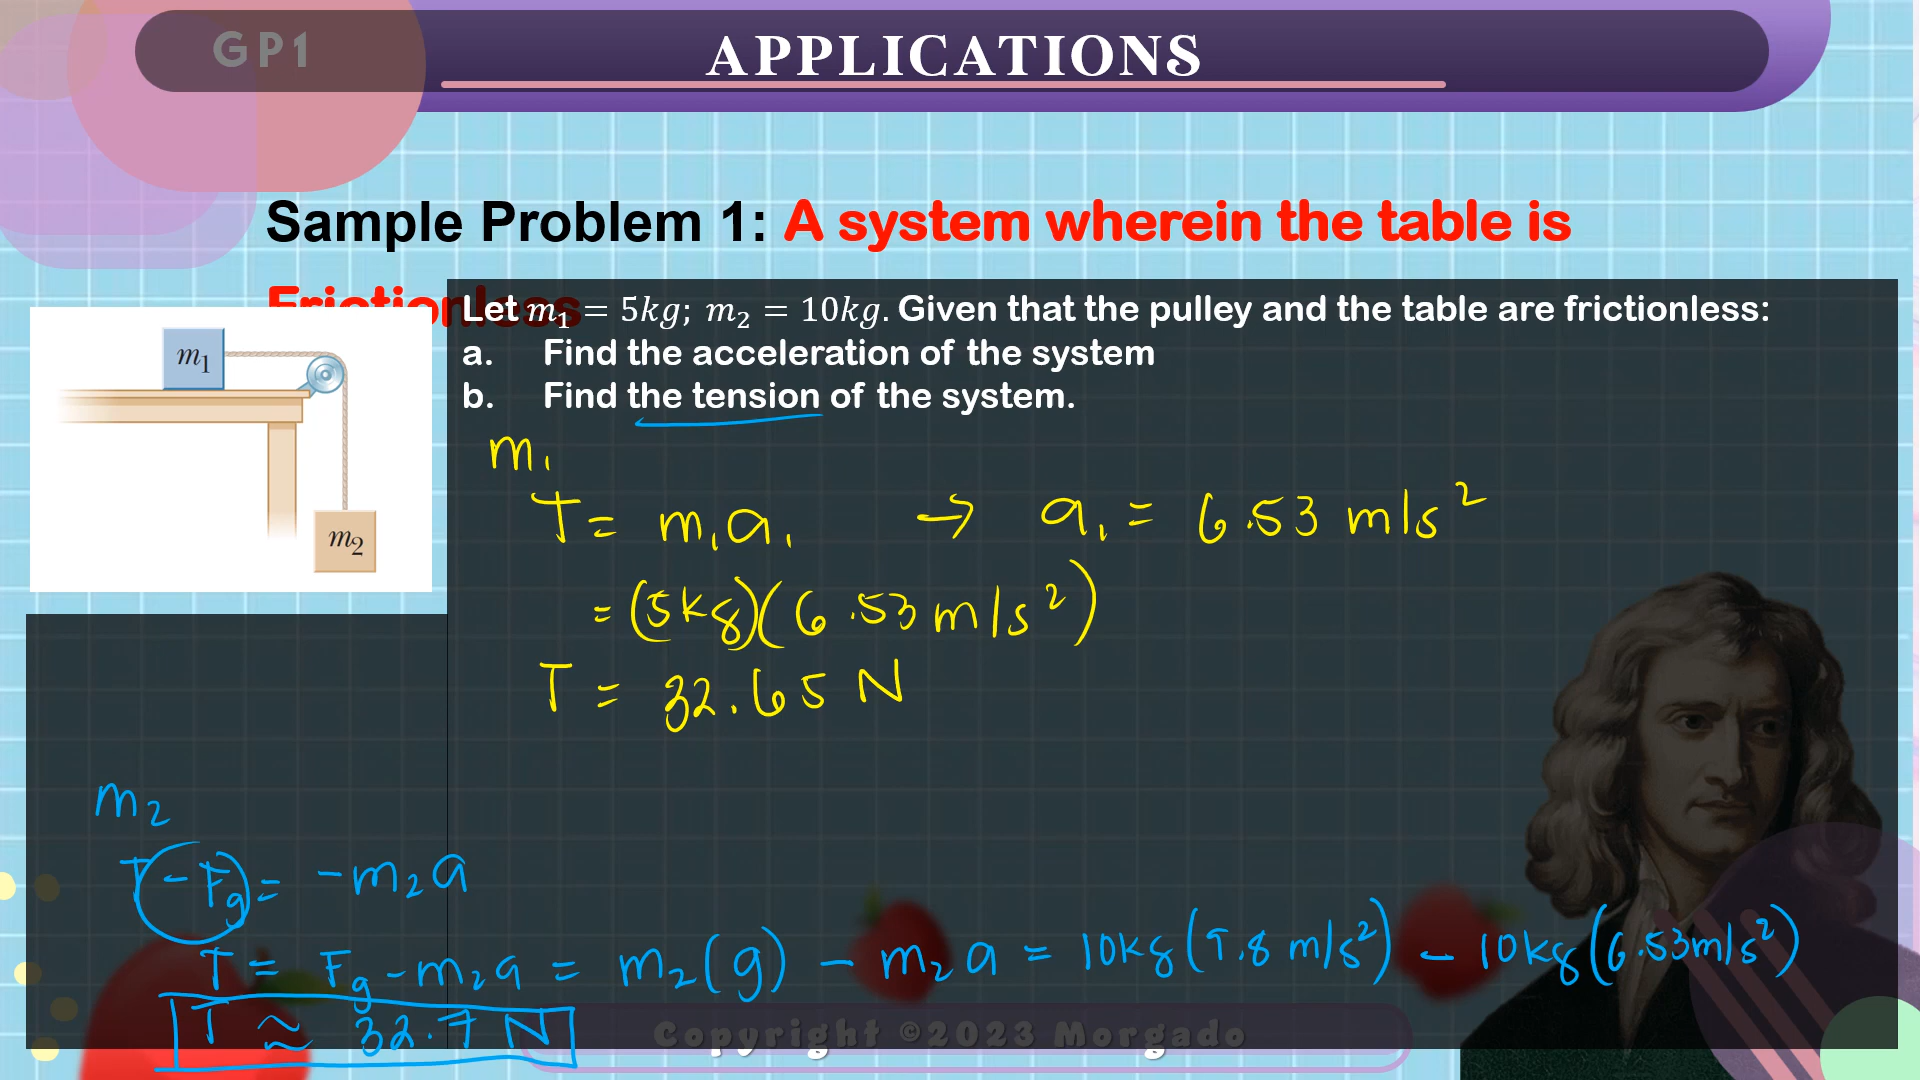 GP1
APPLICATIONS
Sample Problem 1: A system wherein the table is
Frictionless
Let m₁ = 5kg; m₂ = 10kg. Given that the pulley and the table are frictionless:
a. Find the acceleration of the system
b. Find the tension of the system.
m₁
m₂
m₁
T = m₁a₁ → a₁ = 6.53 m/s²
= (5kg)(6.53 m/s²)
T = 32.65 N
m₂
T - Fg = -m₂a
T = Fg - m₂a = m₂(g) - m₂a = 10kg(9.8 m/s²) - 10kg(6.53m/s²)
T ≈ 32.7 N
Copyright ©2023 Morgado